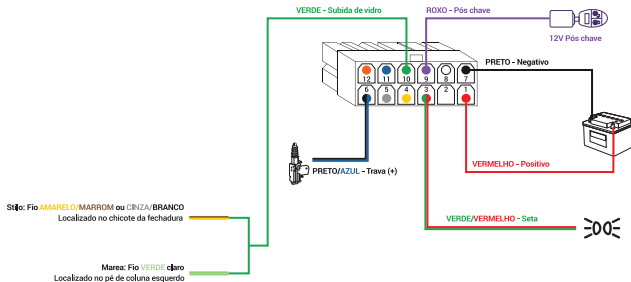 VERDE – Subida de vidro
ROXO – Pós chave
12V Pós chave
PRETO – Negativo
12 11 10 9 8 7
6 5 4 3 2 1
PRETO/AZUL – Trava (+)
VERMELHO – Positivo
VERDE/VERMELHO – Seta
Stilo: Fio AMARELO/MARROM ou CINZA/BRANCO
Localizado no chicote da fechadura
Marea: Fio VERDE claro
Localizado no pé de coluna esquerdo